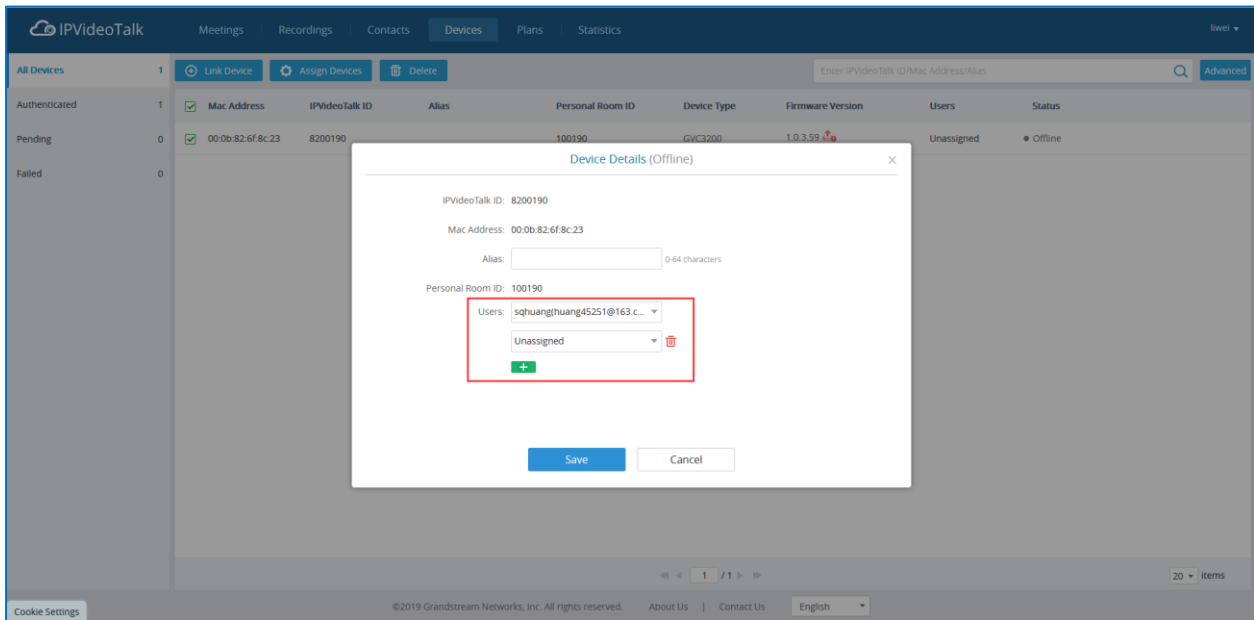 IPVideoTalk
Meetings Recordings Contacts Devices Plans Statistics
liwei
All Devices 1
Link Device Assign Devices Delete
Enter IPVideoTalk ID/Mac Address/Alias
Advanced
Authenticated 1
Mac Address IPVideoTalk ID Alias Personal Room ID Device Type Firmware Version Users Status
Pending 0
00:0b:82:6f:8c:23 8200190 100190 GVC3200 1.0.3.59 Unassigned Offline
Failed 0
Device Details (Offline)
IPVideoTalk ID: 8200190
Mac Address: 00:0b:82:6f:8c:23
Alias: 0-64 characters
Personal Room ID: 100190
Users: sqhuang(huang45251@163.c...
Unassigned
Save Cancel
1 /1
20 items
Cookie Settings
©2019 Grandstream Networks, Inc. All rights reserved. About Us | Contact Us English